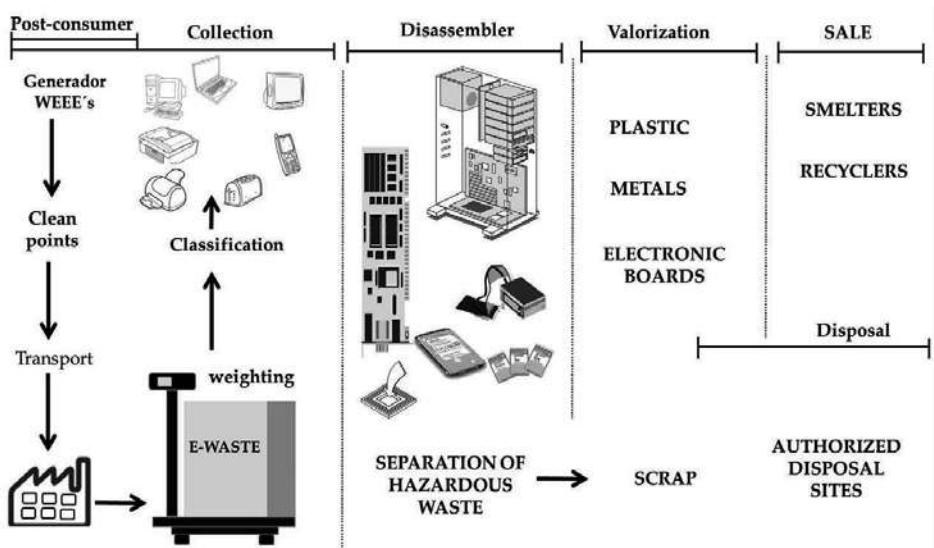 Post-consumer
Collection
Disassembler
Valorization
SALE
Generador
WEEE´s
Clean
points
Transport
Classification
weighting
E-WASTE
SEPARATION OF
HAZARDOUS
WASTE
PLASTIC
METALS
ELECTRONIC
BOARDS
SCRAP
SMELTERS
RECYCLERS
Disposal
AUTHORIZED
DISPOSAL
SITES